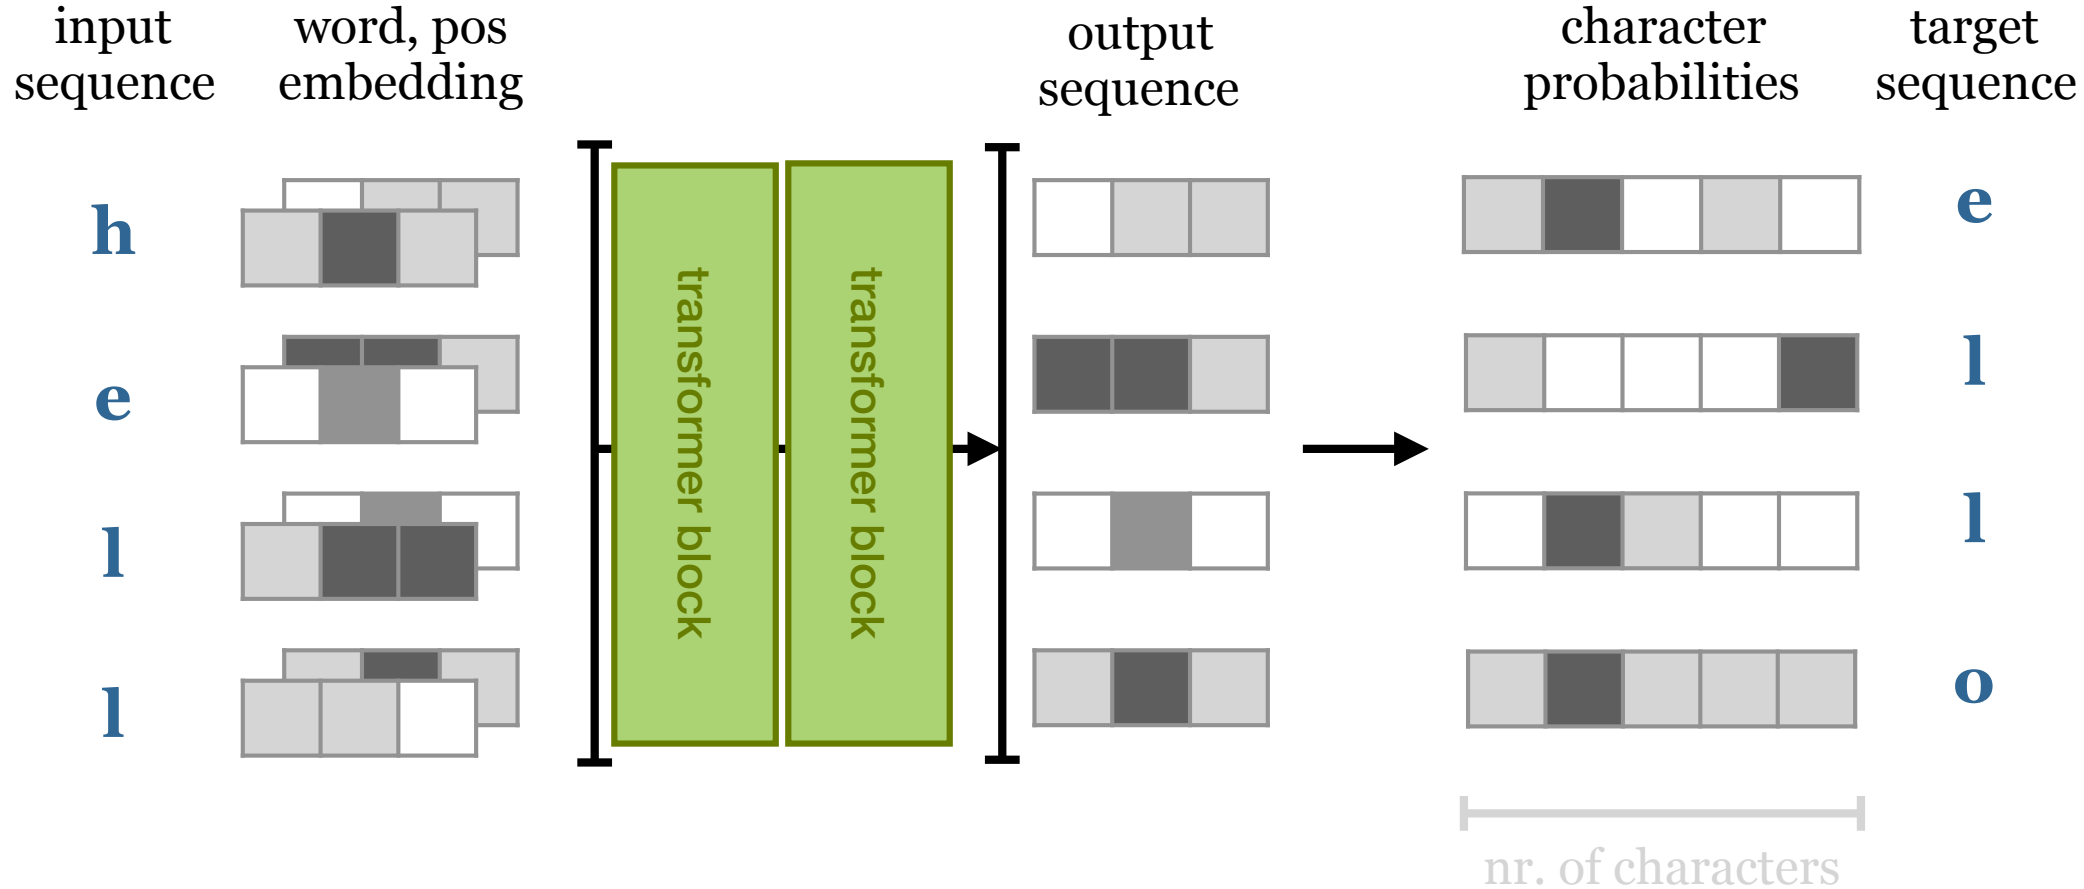 input
sequence
word, pos
embedding
output
sequence
character
probabilities
target
sequence
h
e
l
l
transformer block
transformer block
e
l
l
o
nr. of characters